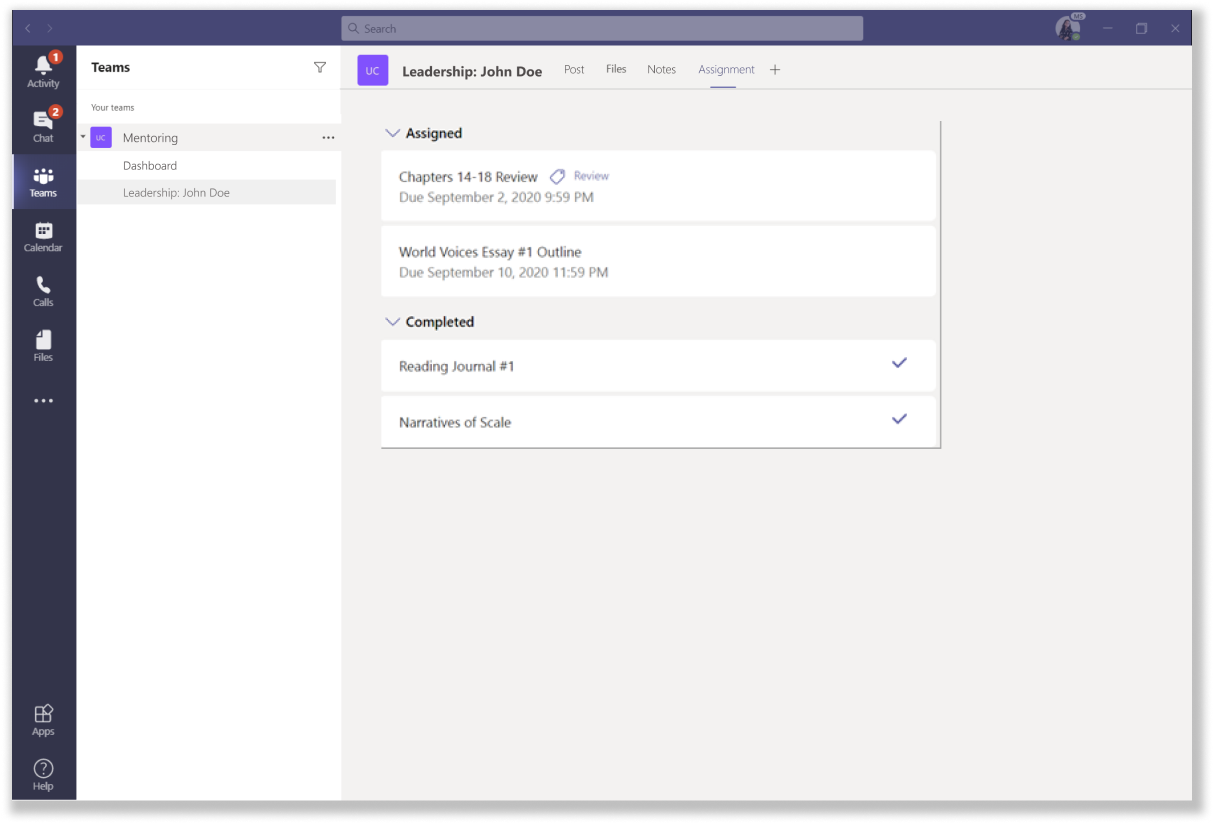 Search
MS
1
Activity
2
Chat
Teams
Calendar
Calls
Files
Apps
Help
Teams
Your teams
UC Mentoring
Dashboard
Leadership: John Doe
UC Leadership: John Doe Post Files Notes Assignment
Assigned
Chapters 14-18 Review Review
Due September 2, 2020 9:59 PM
World Voices Essay #1 Outline
Due September 10, 2020 11:59 PM
Completed
Reading Journal #1
Narratives of Scale